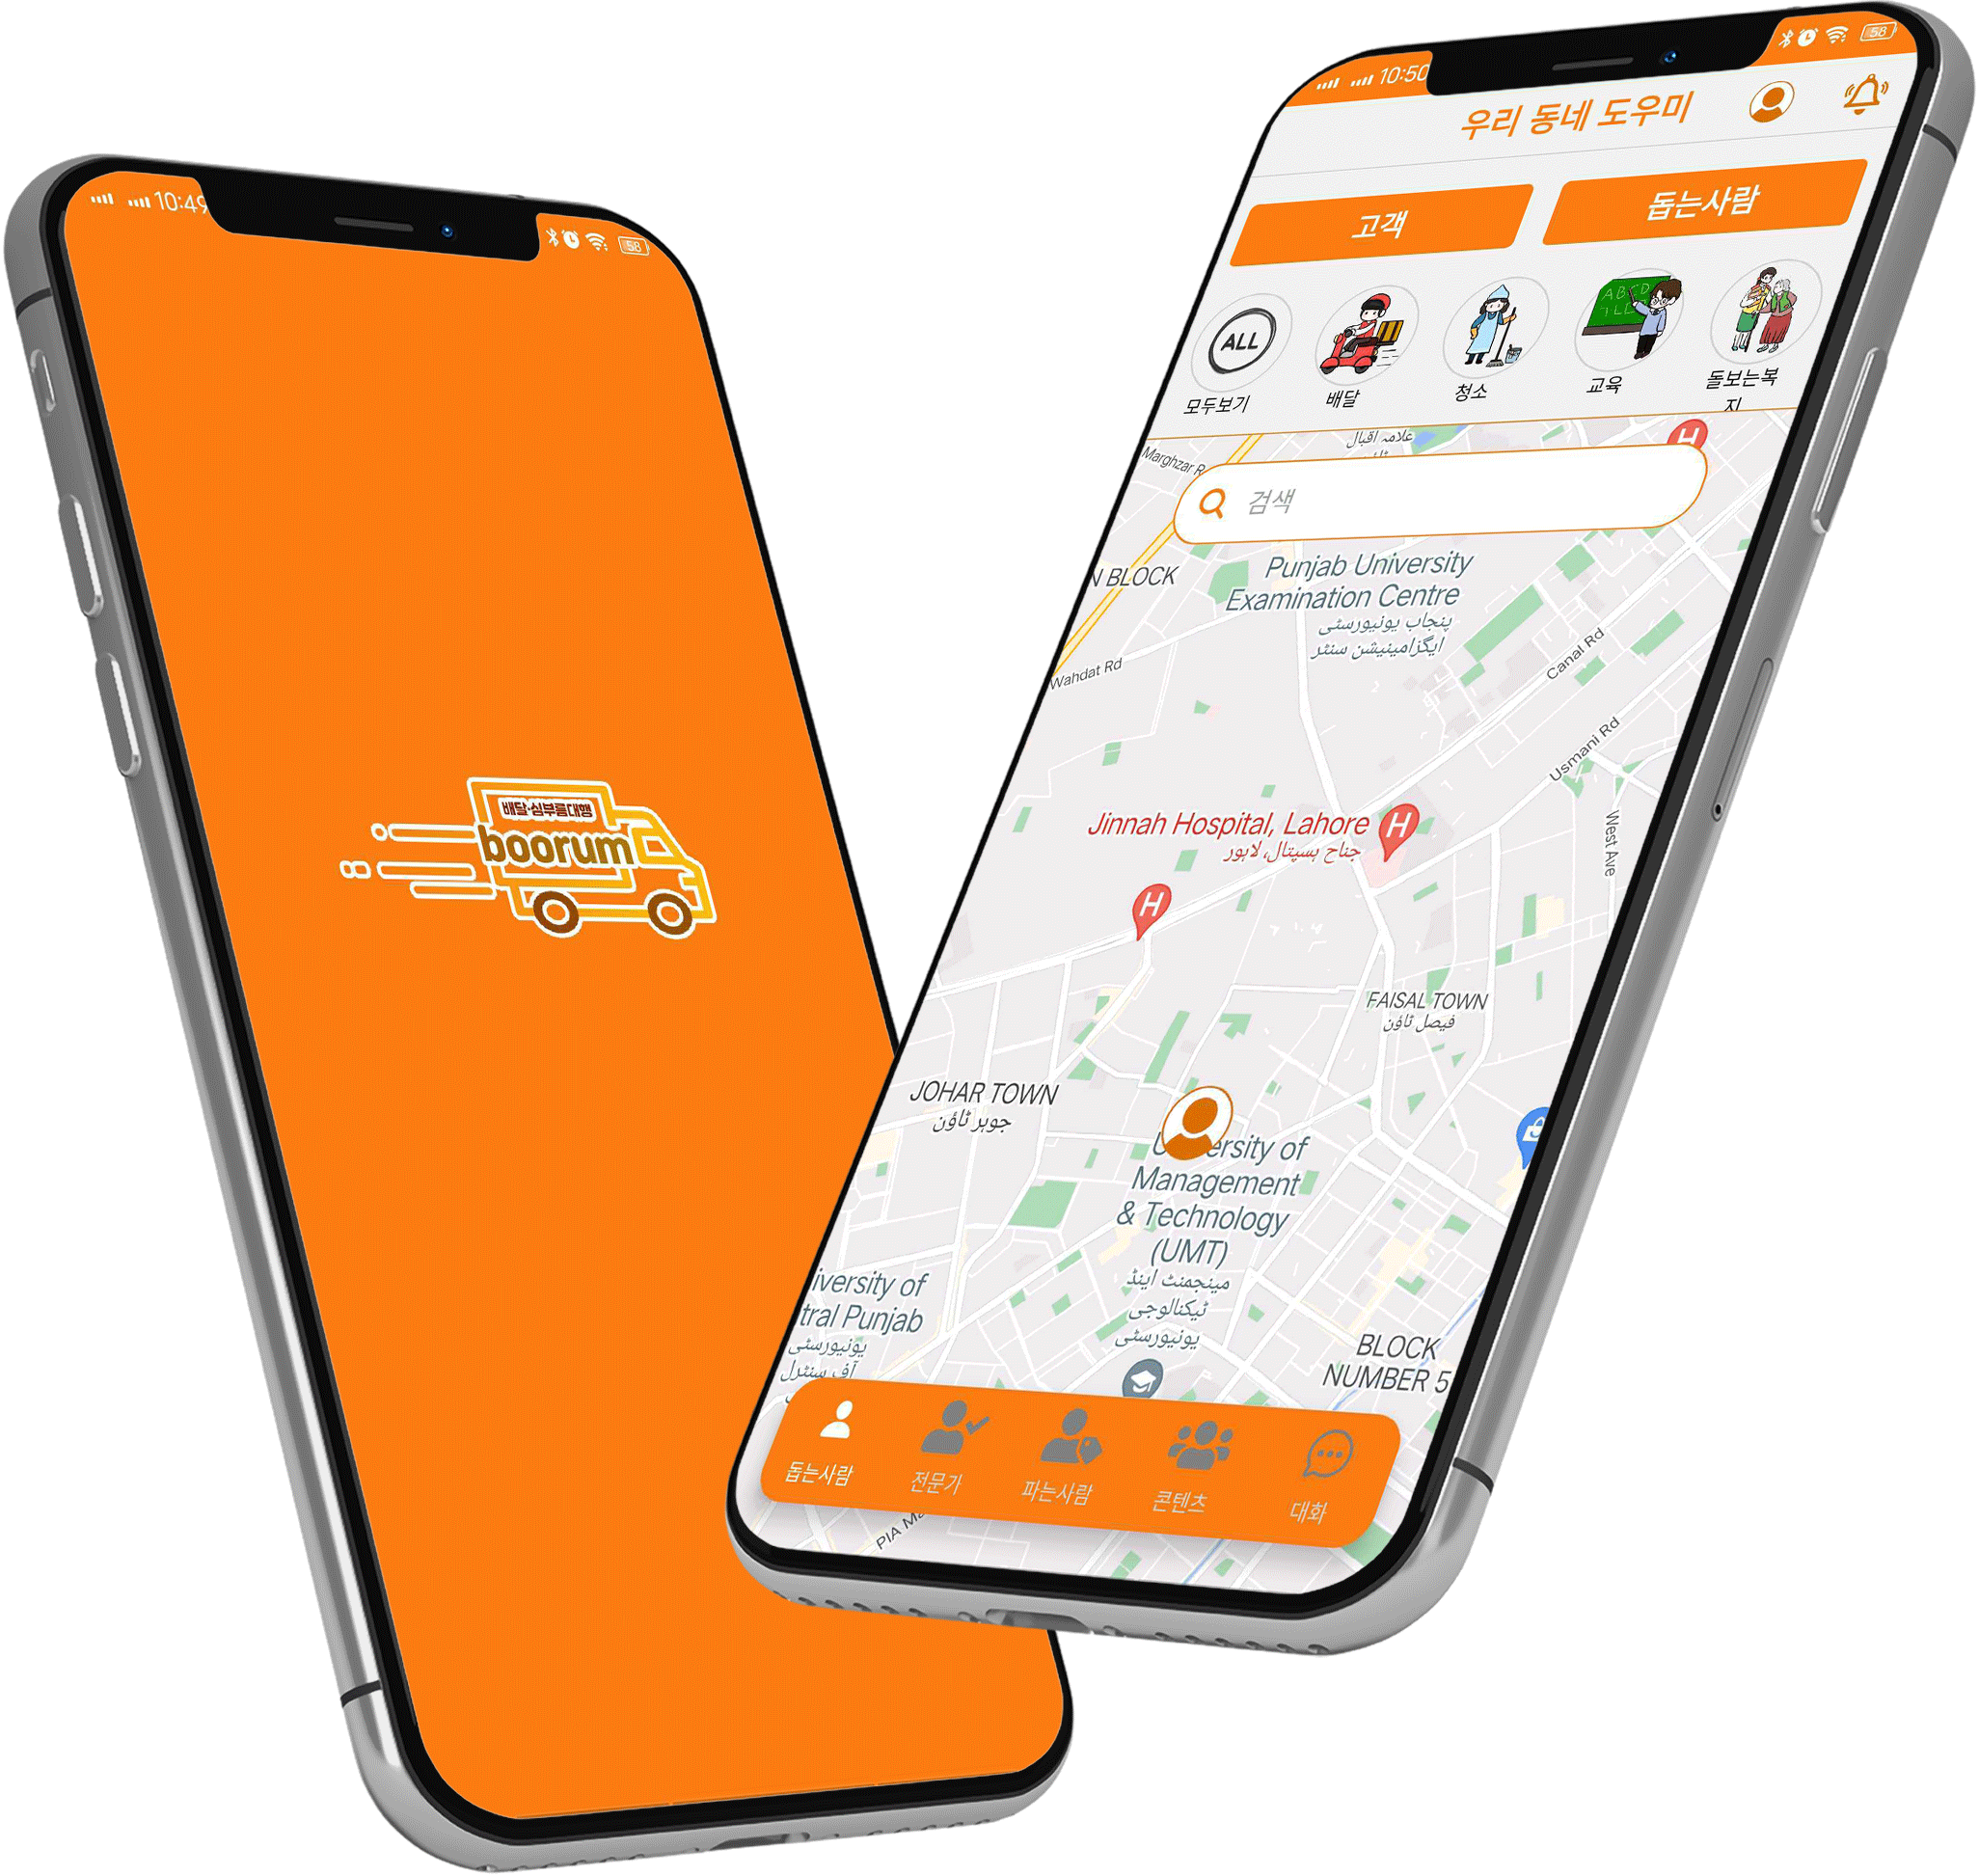 10:49
58
배달·심부름대행
boorum
10:50
58
우리 동네 도우미
고객
돕는사람
ALL
ABCD
모두보기
배달
청소
교육
돌보는복
지
علامہ اقبال
ٹاؤن
H
Marghzar R
검색
N BLOCK
Punjab University
Examination Centre
پنجاب یونیورسٹی
ایگزامینیشن سنٹر
Wahdat Rd
Canal Rd
Usmani Rd
West Ave
Jinnah Hospital, Lahore
H
جناح ہسپتال، لاہور
H
FAISAL TOWN
فیصل ٹاؤن
JOHAR TOWN
جوہر ٹاؤن
ersity of
Management
& Technology
(UMT)
مینجمنٹ اینڈ
ٹیکنالوجی
یونیورسٹی
iversity of
tral Punjab
یونیورسٹی
آف سنٹرل
BLOCK
NUMBER 5
돕는사람
전문가
파는사람
콘텐츠
대화
PIA Ma